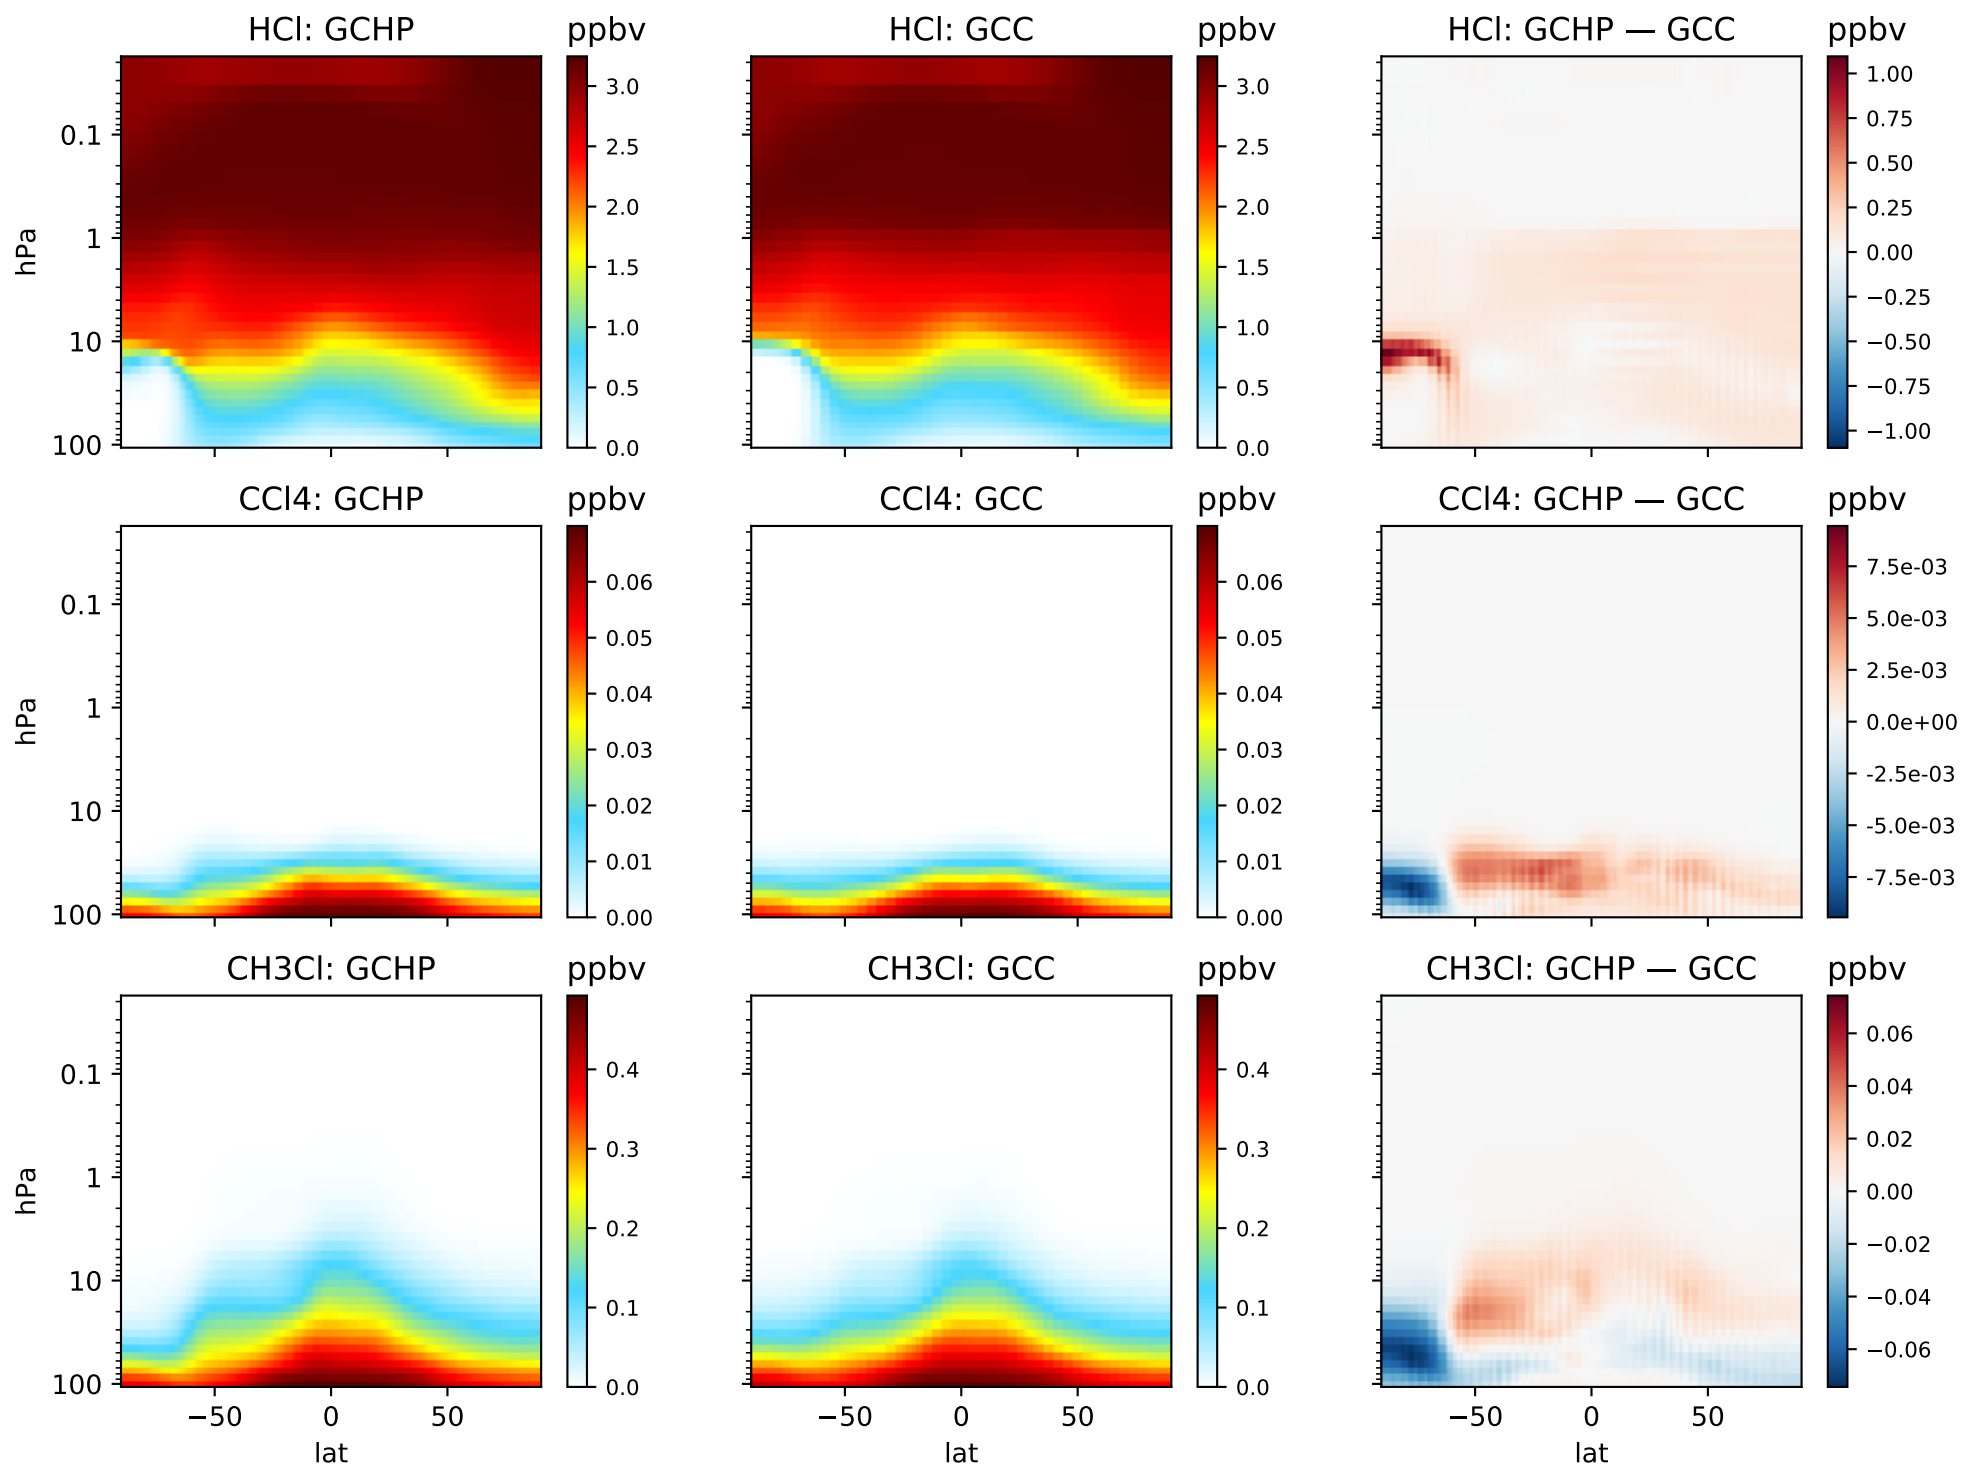 HCl: GCHP
ppbv
HCl: GCC
ppbv
HCl: GCHP — GCC
ppbv
hPa
0.1
1
10
100
3.0
2.5
2.0
1.5
1.0
0.5
0.0
3.0
2.5
2.0
1.5
1.0
0.5
0.0
1.00
0.75
0.50
0.25
0.00
−0.25
−0.50
−0.75
−1.00
CCl4: GCHP
ppbv
CCl4: GCC
ppbv
CCl4: GCHP — GCC
ppbv
hPa
0.1
1
10
100
0.06
0.05
0.04
0.03
0.02
0.01
0.00
0.06
0.05
0.04
0.03
0.02
0.01
0.00
7.5e-03
5.0e-03
2.5e-03
0.0e+00
-2.5e-03
-5.0e-03
-7.5e-03
CH3Cl: GCHP
ppbv
CH3Cl: GCC
ppbv
CH3Cl: GCHP — GCC
ppbv
hPa
0.1
1
10
100
0.4
0.3
0.2
0.1
0.0
0.4
0.3
0.2
0.1
0.0
0.06
0.04
0.02
0.00
−0.02
−0.04
−0.06
−50 0 50
−50 0 50
−50 0 50
lat
lat
lat